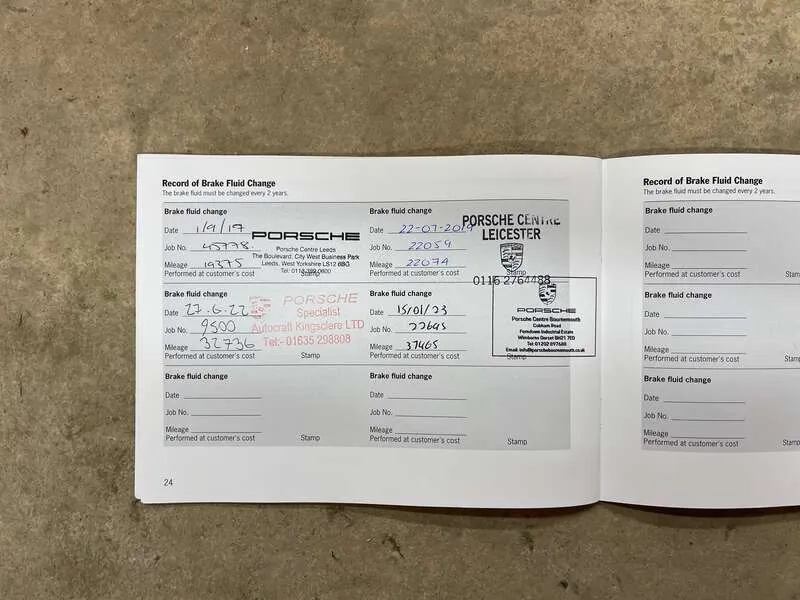 Record of Brake Fluid Change
The brake fluid must be changed every 2 years.
Brake fluid change
Date 1/9/17
Job No. 45778.
Mileage 19375
Performed at customer's cost
Stamp
PORSCHE
Porsche Centre Leeds
The Boulevard, City West Business Park
Leeds, West Yorkshire LS12 6BG
Brake fluid change
Date 22-07-2019
Job No. 22059
Mileage 22074
Performed at customer's cost
Stamp
PORSCHE CENTRE
LEICESTER
0116 2764488
Brake fluid change
Date 27.6.22
Job No. 9500
Mileage 32736
Performed at customer's cost
Stamp
PORSCHE
Specialist
Autocraft Kingsclere LTD
Tel:- 01635 298808
Brake fluid change
Date 15/01/23
Job No. 22645
Mileage 37465
Performed at customer's cost
Stamp
PORSCHE
Porsche Centre Bournemouth
Cobham Road
Ferndown Industrial Estate
Wimborne Dorset BH21 7ED
Tel: 01202 897688
Email: info@porschebournemouth.co.uk
Brake fluid change
Date
Job No.
Mileage
Performed at customer's cost
Stamp
Brake fluid change
Date
Job No.
Mileage
Performed at customer's cost
Stamp
24
Record of Brake Fluid Change
The brake fluid must be changed every 2 years.
Brake fluid change
Date
Job No.
Mileage
Performed at customer's cost
Brake fluid change
Date
Job No.
Mileage
Performed at customer's cost
Brake fluid change
Date
Job No.
Mileage
Performed at customer's cost